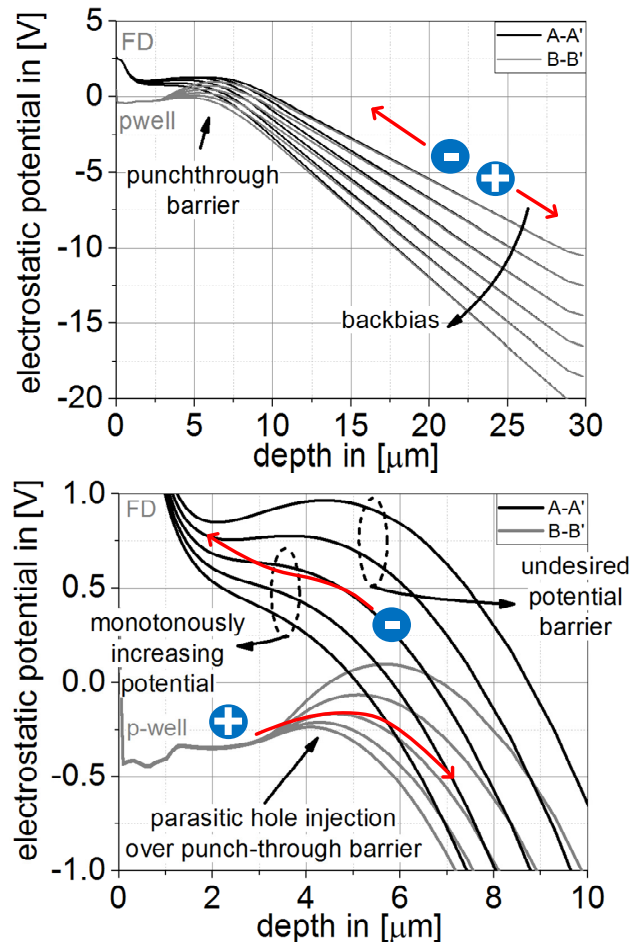 electrostatic potential in [V]
5
0
-5
-10
-15
-20
FD
pwell
punchthrough
barrier
A-A'
B-B'
-
+
backbias
0
5
10
15
20
25
30
depth in [μm]
electrostatic potential in [V]
1.0
0.5
0.0
-0.5
-1.0
FD
A-A'
B-B'
undesired
potential
barrier
monotonously
increasing
potential
-
+
p-well
parasitic hole injection
over punch-through barrier
0
2
4
6
8
10
depth in [μm]